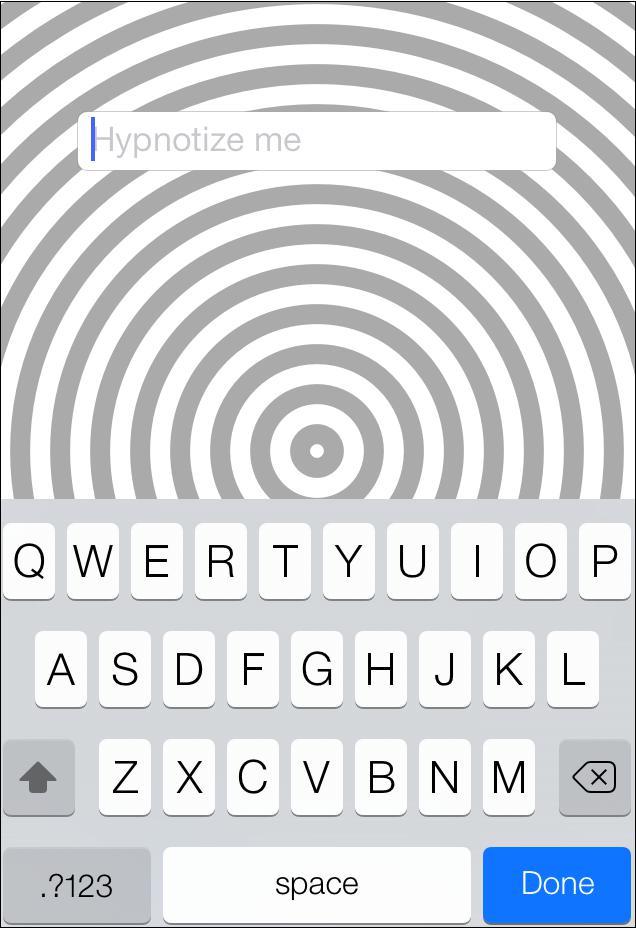 Hypnotize me
Q W E R T Y U I O P
A S D F G H J K L
Z X C V B N M
.?123 space Done